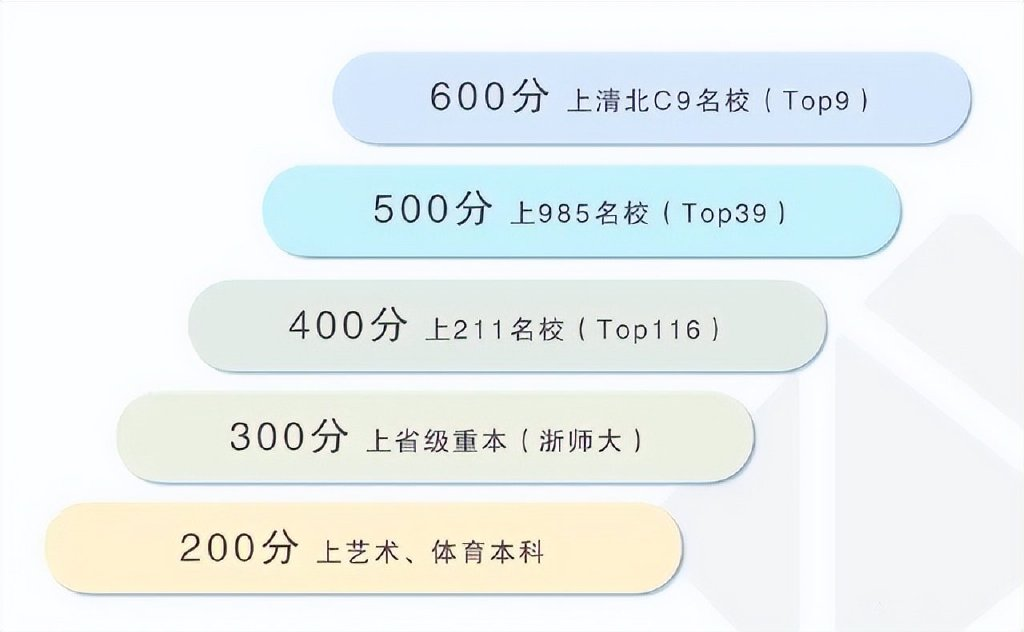 600分 上清北C9名校（Top9）
500分 上985名校（Top39）
400分 上211名校（Top116）
300分 上省级重本（浙师大）
200分 上艺术、体育本科